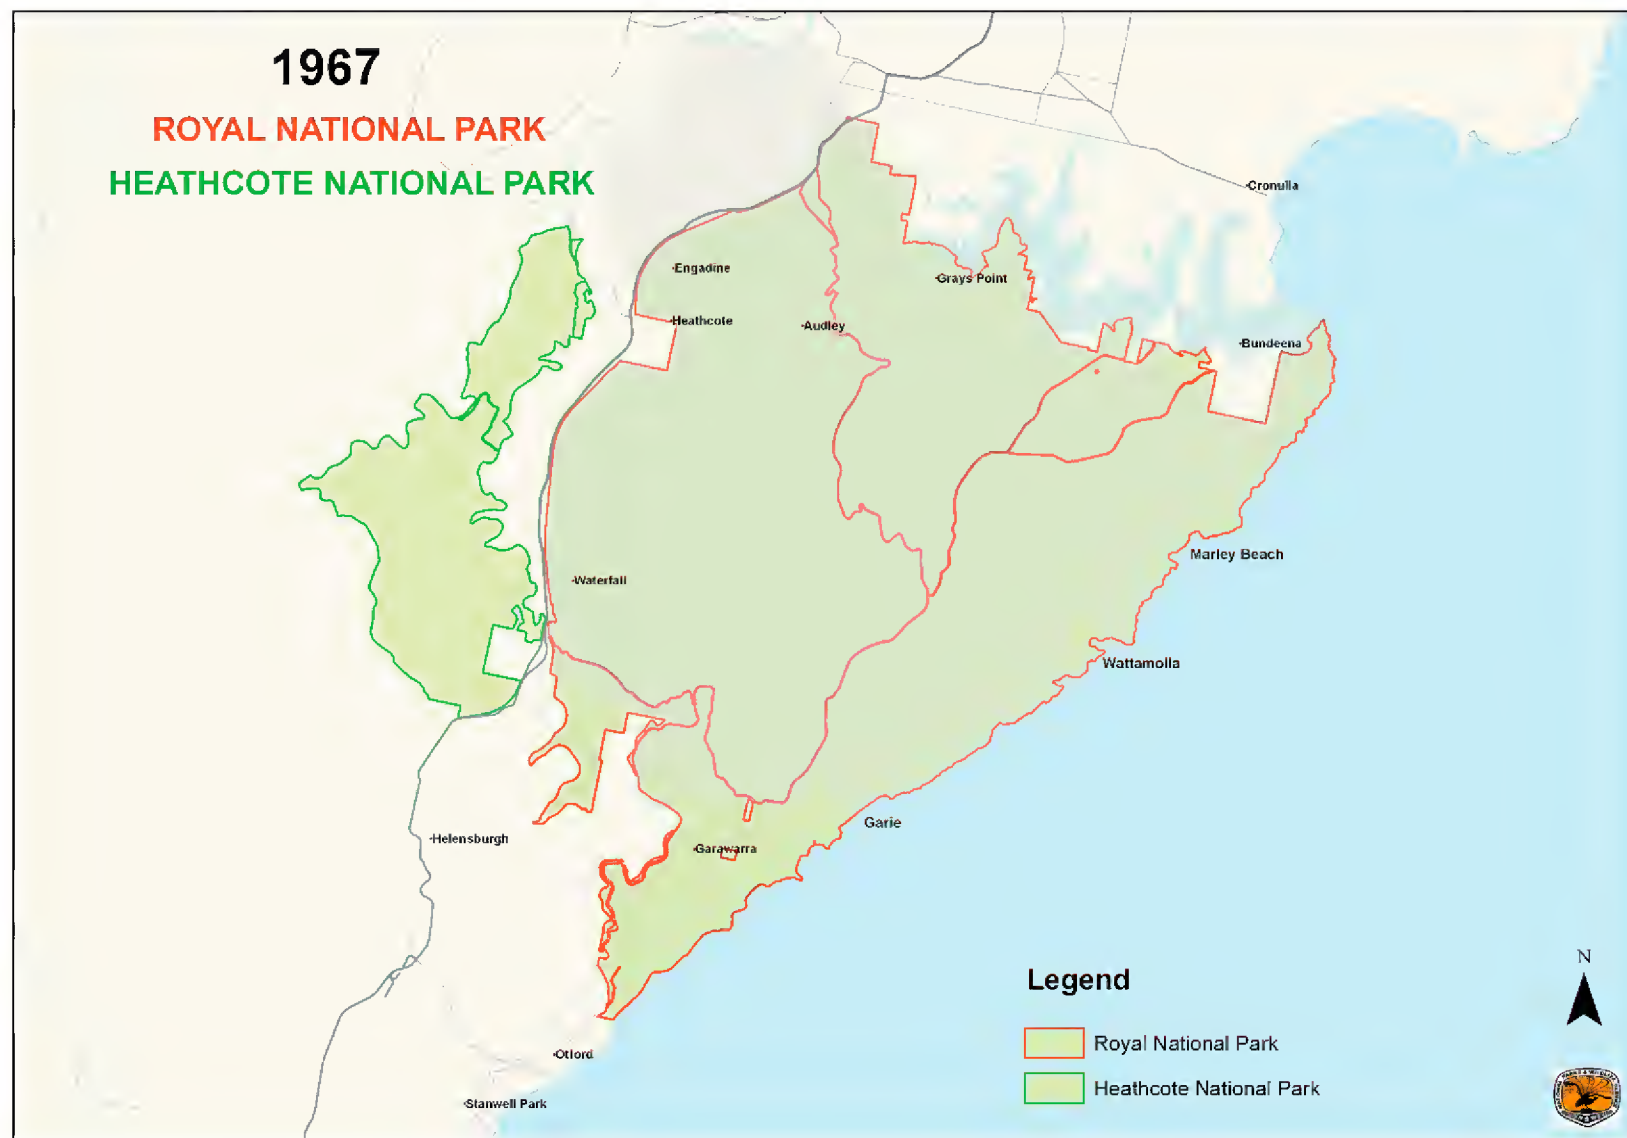 1967
ROYAL NATIONAL PARK
HEATHCOTE NATIONAL PARK
Cronulla
Engadine
Grays Point
Heathcote
Audley
Bundeena
Marley Beach
Waterfall
Wattamolla
Garie
Helensburgh
Garawarra
N
Legend
Royal National Park
Otford
Heathcote National Park
Stanwell Park